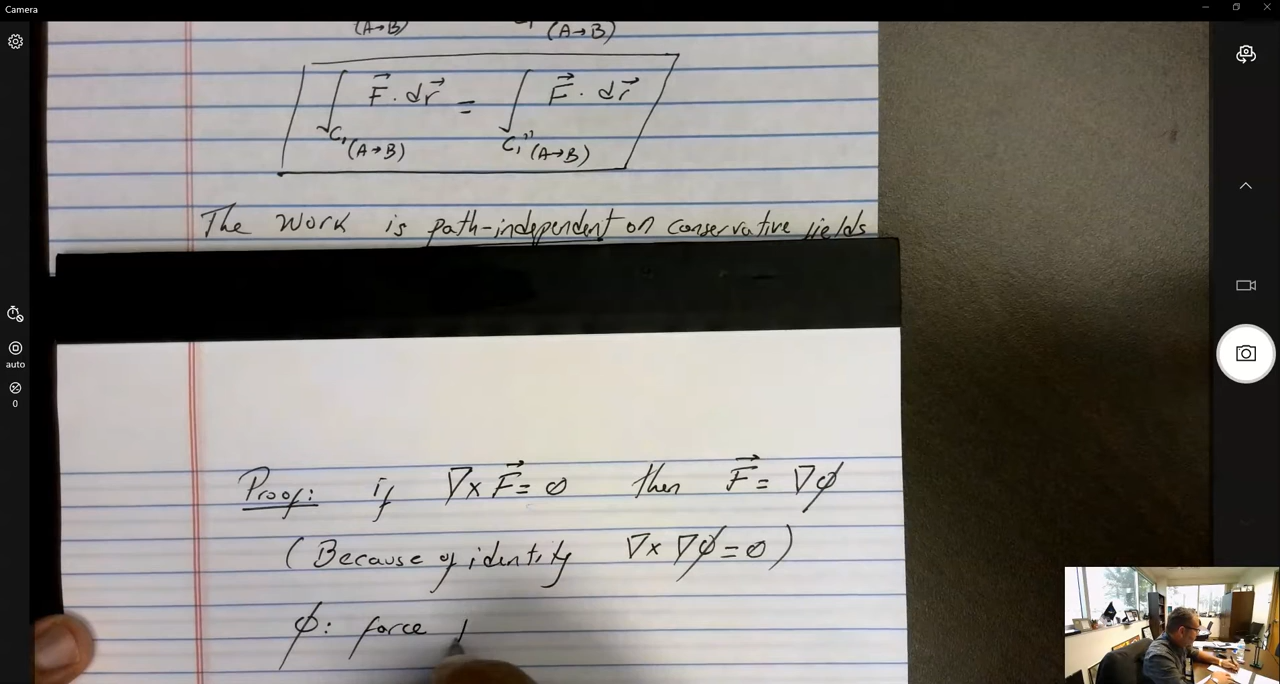 Camera
(A→B) (A→B)
∫ F⃗ · dr⃗ = ∫ F⃗ · dr⃗
C₁ (A→B) C₁'' (A→B)
The work is path-independent on conservative fields
auto
0
Proof: if ∇× F⃗ = 0 then F⃗ = ∇φ
(Because of identity ∇× ∇φ = 0)
φ: force